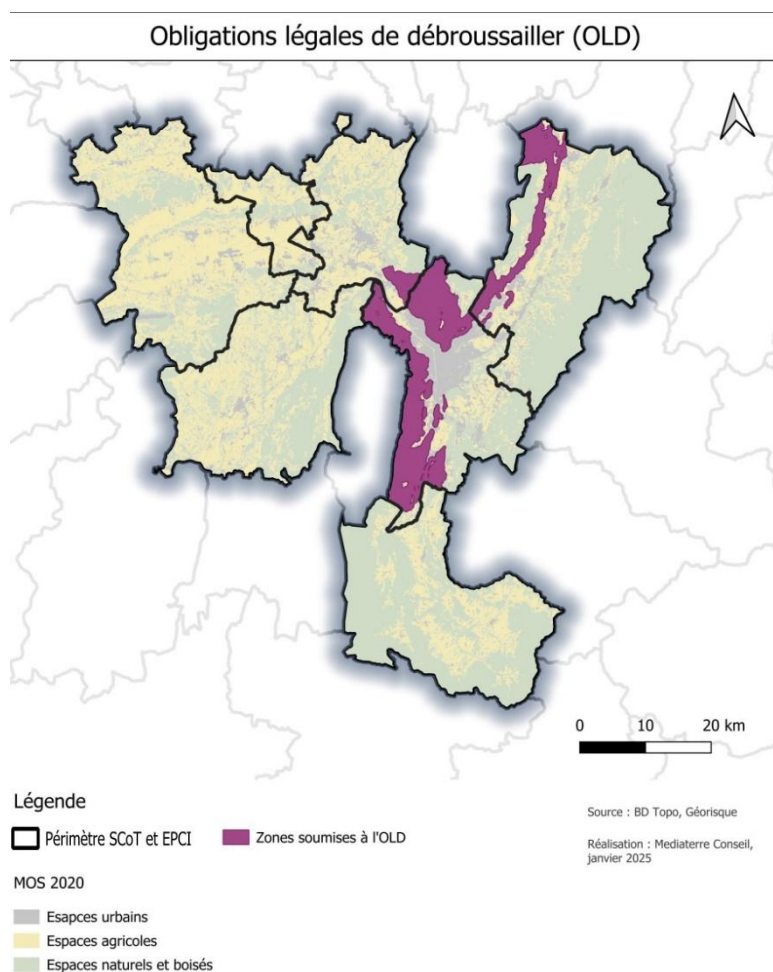 Obligations légales de débroussailler (OLD)
0 10 20 km
Légende
Périmètre SCoT et EPCI
Zones soumises à l'OLD
Source : BD Topo, Géorisque
Réalisation : Mediaterre Conseil,
janvier 2025
MOS 2020
Esapces urbains
Espaces agricoles
Espaces naturels et boisés